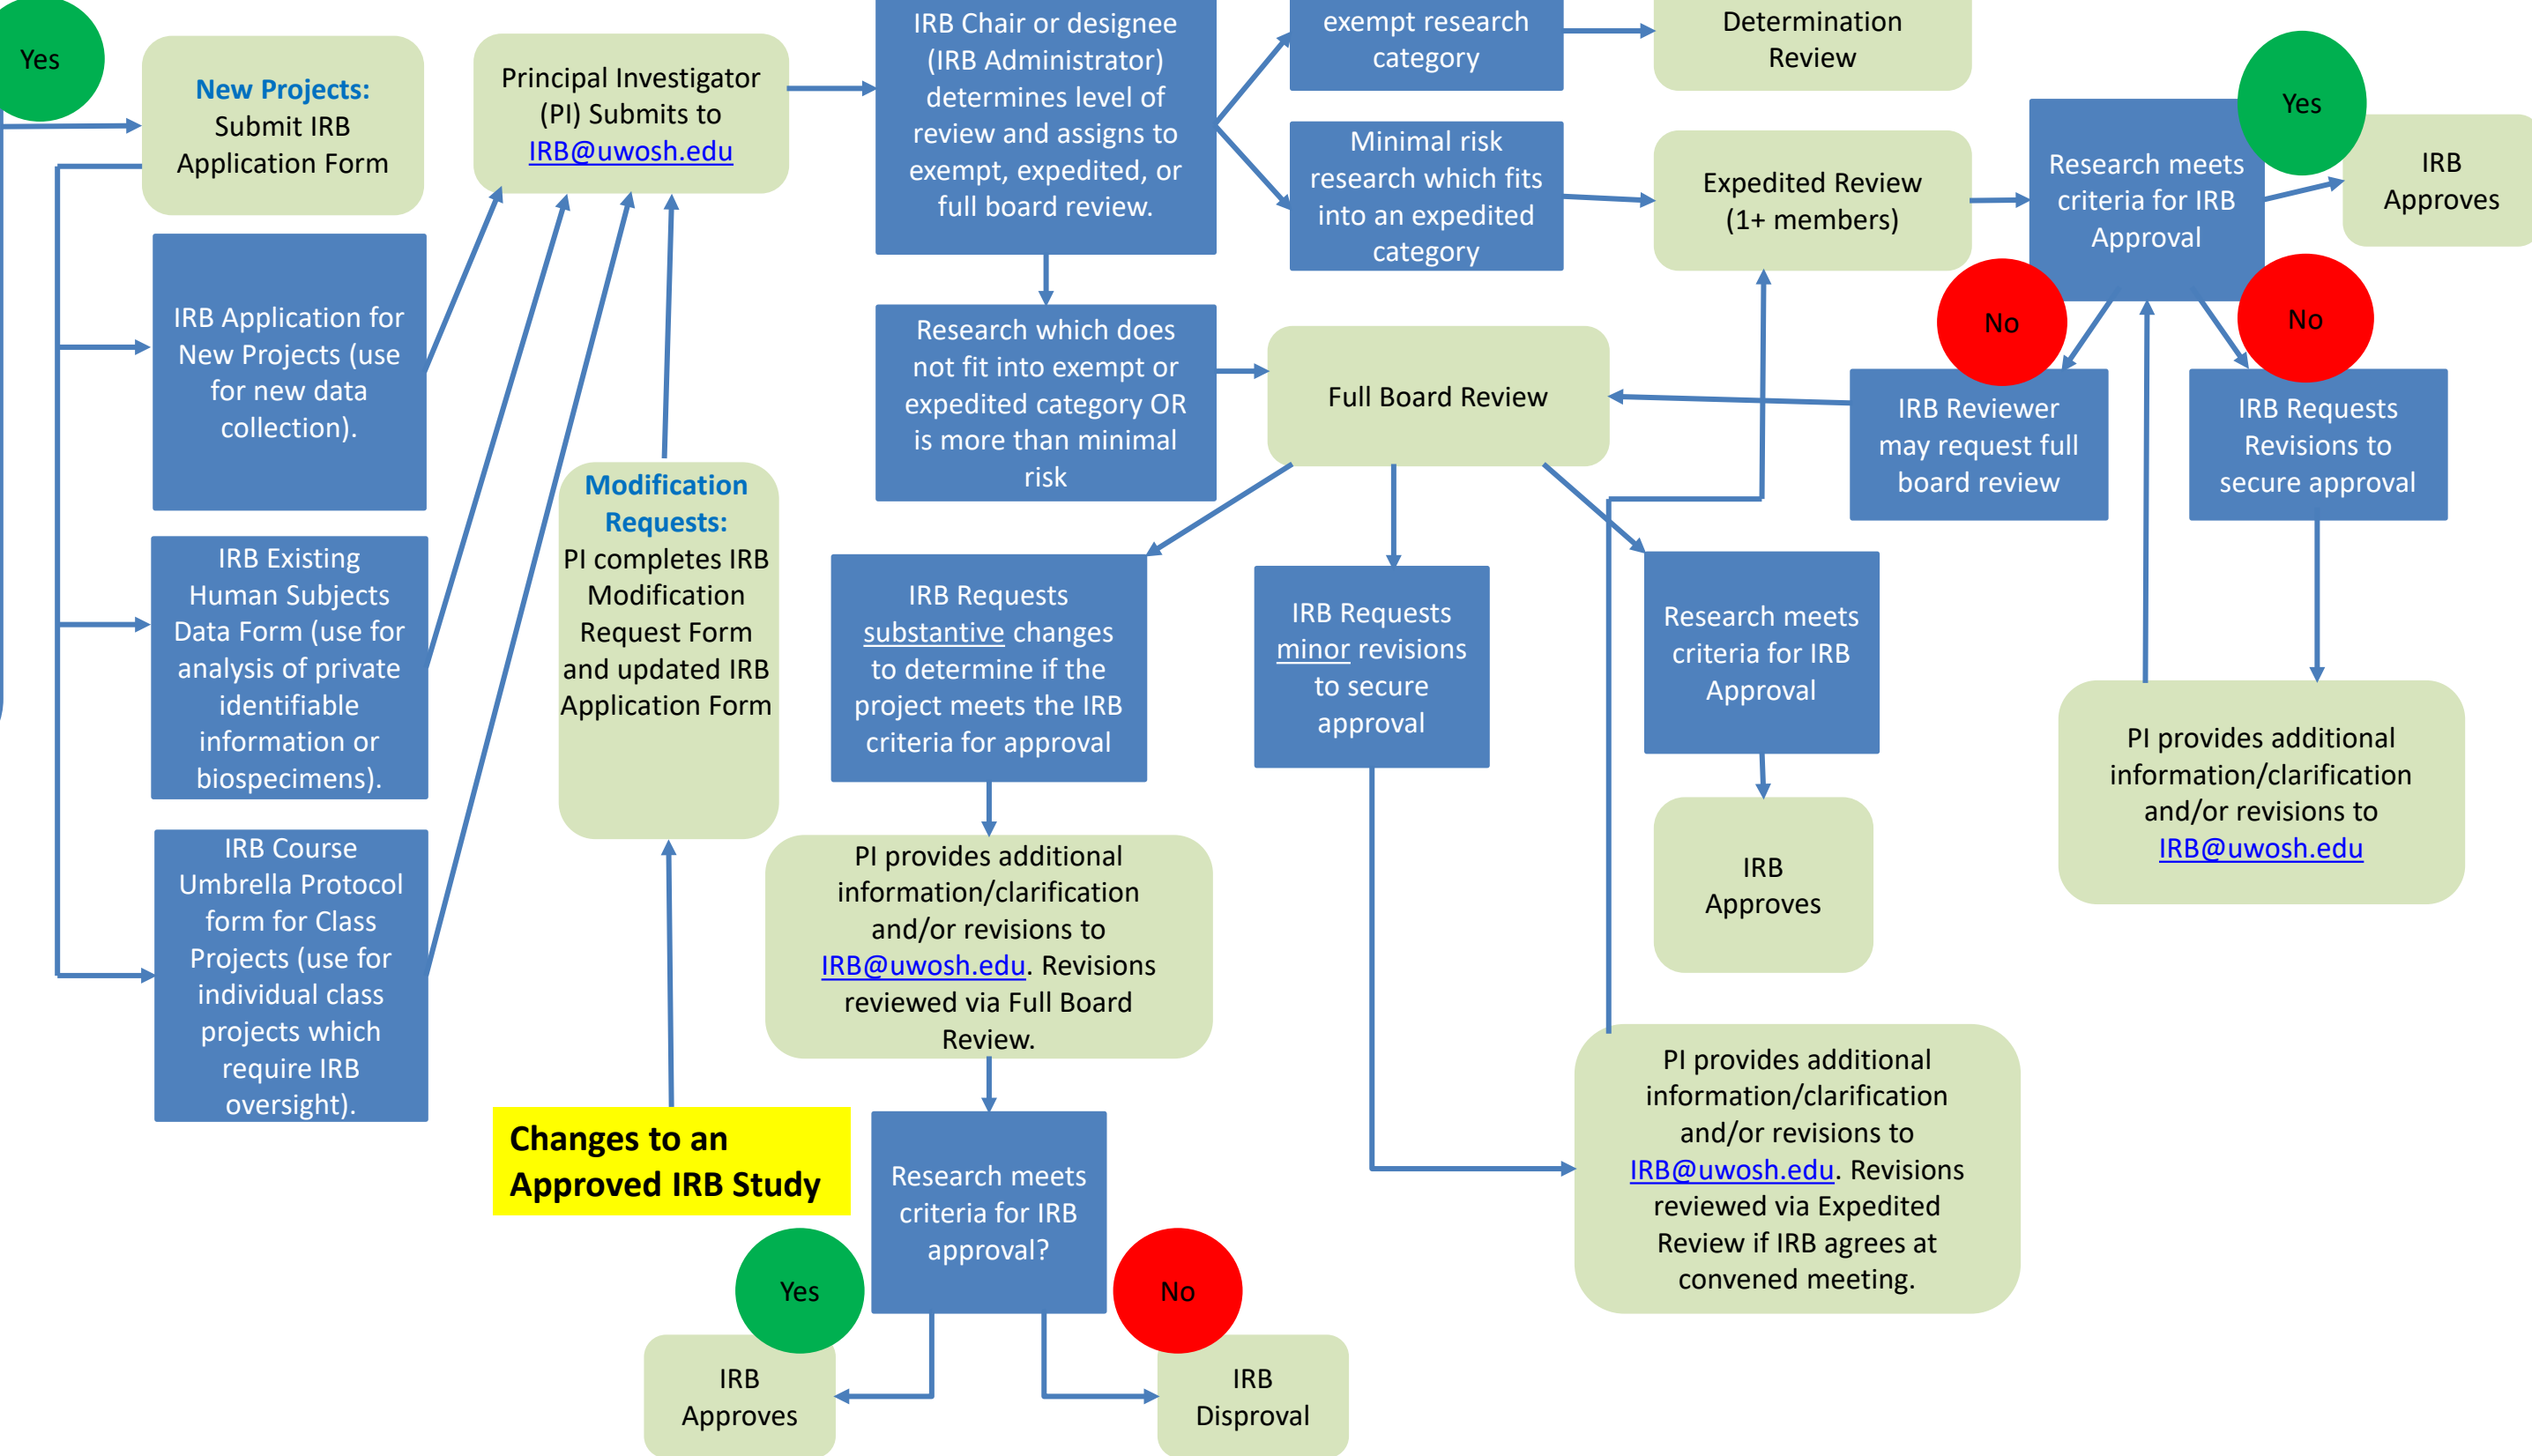 Yes
New Projects:
Submit IRB
Application Form
IRB Application for
New Projects (use
for new data
collection).
IRB Existing
Human Subjects
Data Form (use for
analysis of private
identifiable
information or
biospecimens).
IRB Course
Umbrella Protocol
form for Class
Projects (use for
individual class
projects which
require IRB
oversight).
Principal Investigator
(PI) Submits to
IRB@uwosh.edu
Modification
Requests:
PI completes IRB
Modification
Request Form
and updated IRB
Application Form
Changes to an
Approved IRB Study
IRB Chair or designee
(IRB Administrator)
determines level of
review and assigns to
exempt, expedited, or
full board review.
exempt research
category
Determination
Review
Minimal risk
research which fits
into an expedited
category
Expedited Review
(1+ members)
Research meets
criteria for IRB
Approval
Yes
IRB
Approves
No
No
IRB Reviewer
may request full
board review
IRB Requests
Revisions to
secure approval
PI provides additional
information/clarification
and/or revisions to
IRB@uwosh.edu
Research which does
not fit into exempt or
expedited category OR
is more than minimal
risk
Full Board Review
IRB Requests
substantive changes
to determine if the
project meets the IRB
criteria for approval
IRB Requests
minor revisions
to secure
approval
Research meets
criteria for IRB
Approval
IRB
Approves
PI provides additional
information/clarification
and/or revisions to
IRB@uwosh.edu. Revisions
reviewed via Full Board
Review.
PI provides additional
information/clarification
and/or revisions to
IRB@uwosh.edu. Revisions
reviewed via Expedited
Review if IRB agrees at
convened meeting.
Research meets
criteria for IRB
approval?
Yes
No
IRB
Approves
IRB
Disproval